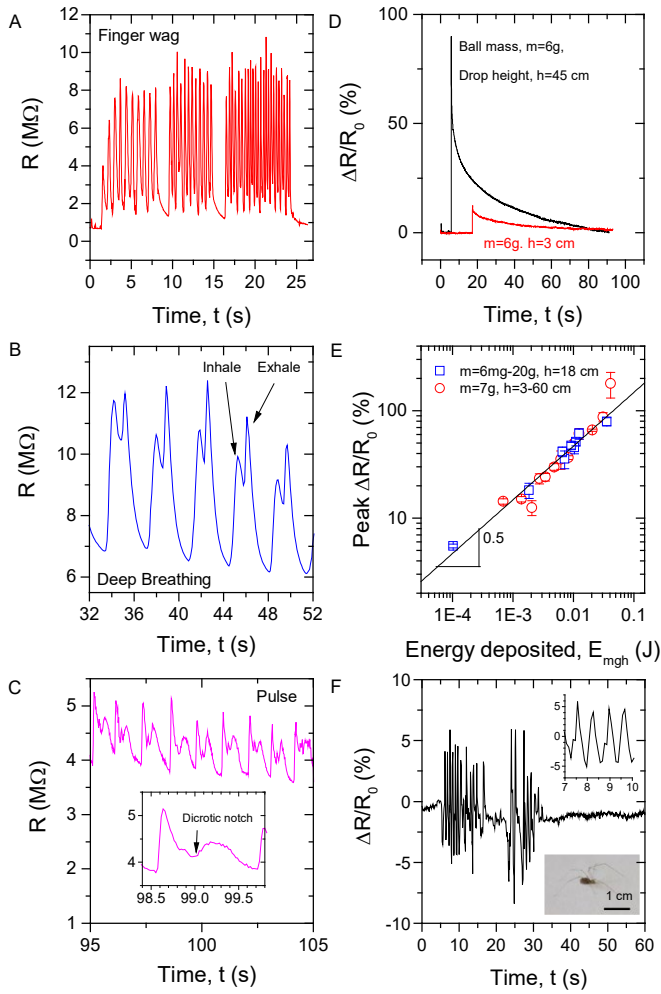 A
Finger wag
12
10
8
6
4
2
0
R (MΩ)
0 5 10 15 20 25
Time, t (s)
D
Ball mass, m=6g,
Drop height, h=45 cm
100
50
0
ΔR/R0 (%)
m=6g. h=3 cm
0 20 40 60 80 100
Time, t (s)
B
Inhale
Exhale
12
10
8
6
R (MΩ)
Deep Breathing
32 36 40 44 48 52
Time, t (s)
E
m=6mg-20g, h=18 cm
m=7g, h=3-60 cm
100
10
Peak ΔR/R0 (%)
0.5
1E-4 1E-3 0.01 0.1
Energy deposited, Emgh (J)
C
Pulse
6
5
4
3
2
1
R (MΩ)
Dicrotic notch
5
4
98.5 99.0 99.5
95 100 105
Time, t (s)
F
10
5
0
-5
-10
ΔR/R0 (%)
5
0
-5
7 8 9 10
1 cm
0 10 20 30 40 50 60
Time, t (s)